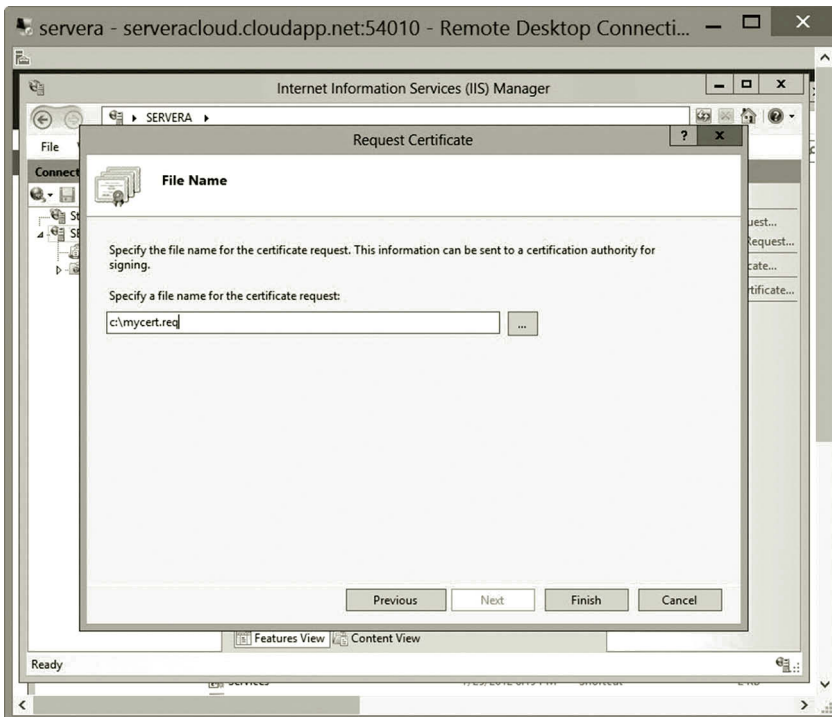 servera - serveracloud.cloudapp.net:54010 - Remote Desktop Connecti...
Internet Information Services (IIS) Manager
SERVERA
File
Request Certificate
? x
Connect
File Name
St
SE
Specify the file name for the certificate request. This information can be sent to a certification authority for
signing.
Specify a file name for the certificate request:
c:\mycert.req
...
uest...
Request...
cate...
rtificate...
Previous Next Finish Cancel
Features View Content View
Ready